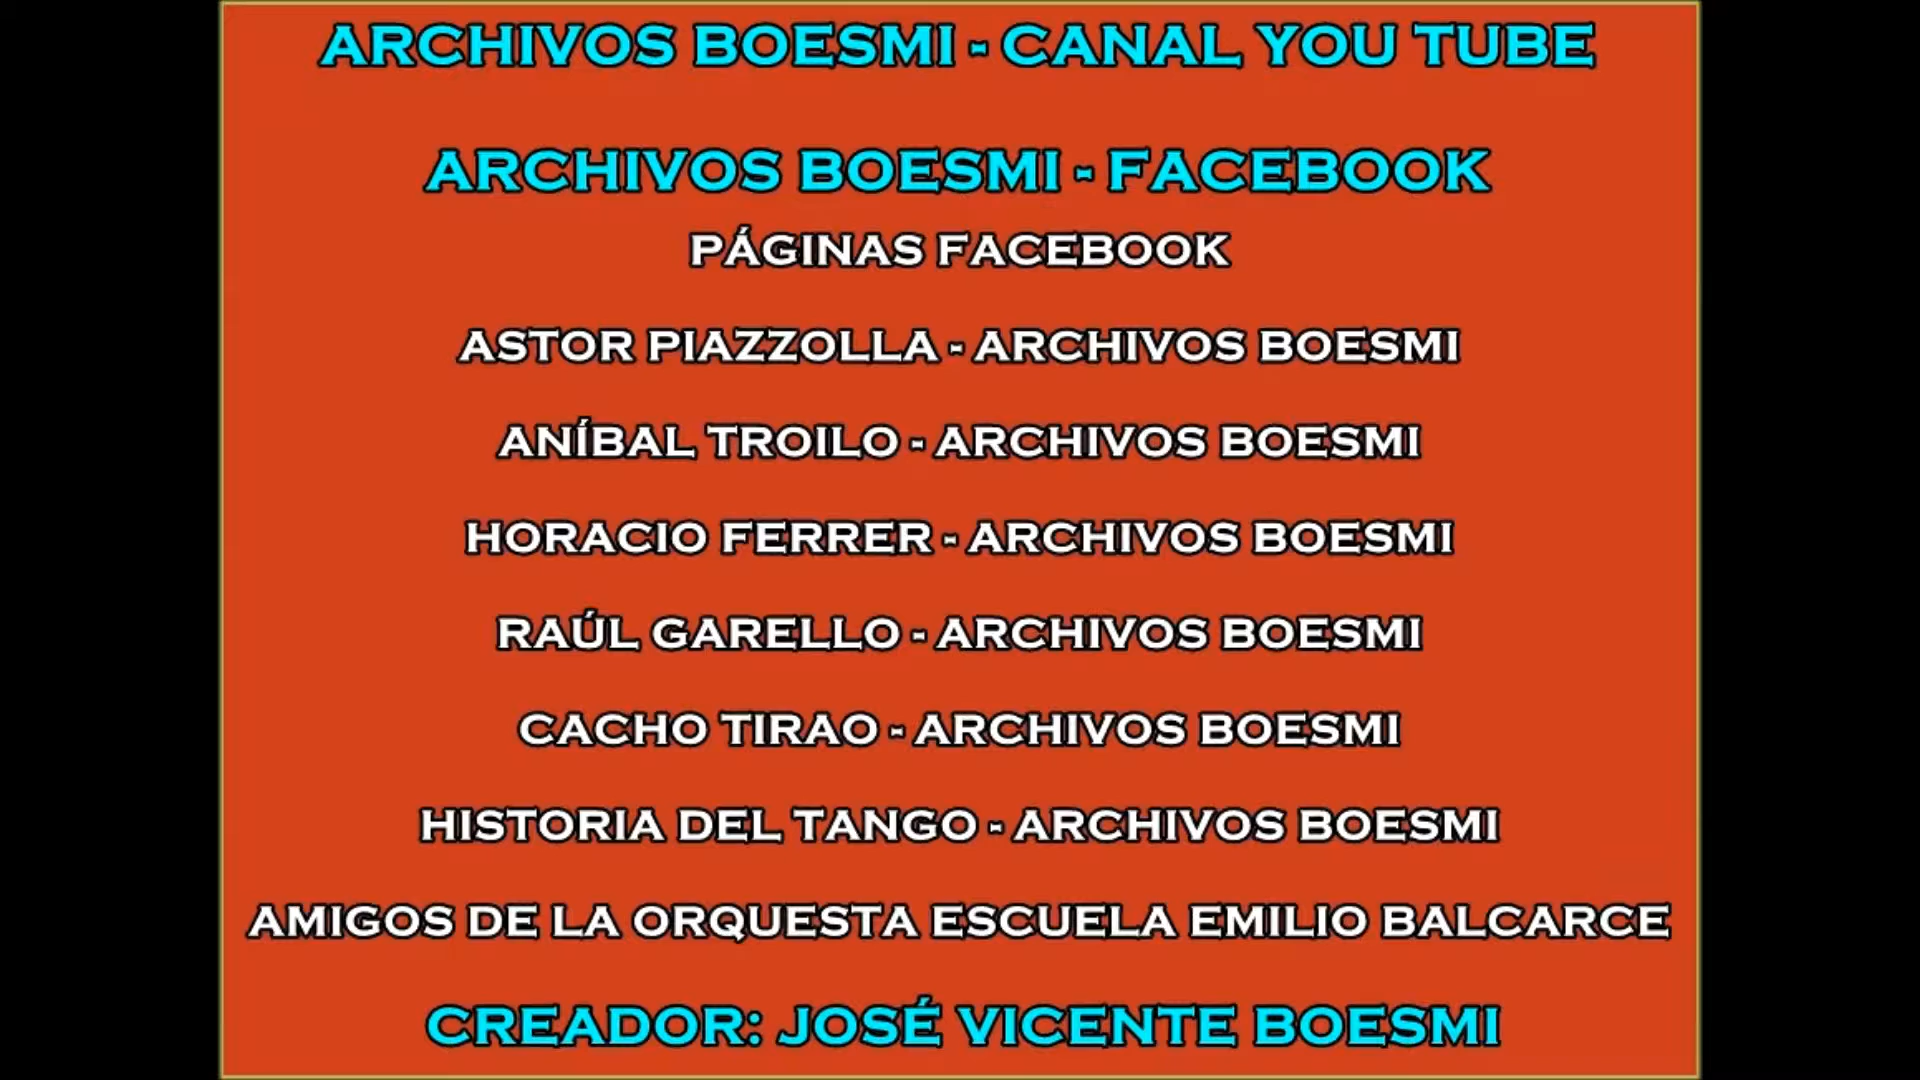 ARCHIVOS BOESMI - CANAL YOU TUBE
ARCHIVOS BOESMI - FACEBOOK
PÁGINAS FACEBOOK
ASTOR PIAZZOLLA - ARCHIVOS BOESMI
ANÍBAL TROILO - ARCHIVOS BOESMI
HORACIO FERRER - ARCHIVOS BOESMI
RAÚL GARELLO - ARCHIVOS BOESMI
CACHO TIRAO - ARCHIVOS BOESMI
HISTORIA DEL TANGO - ARCHIVOS BOESMI
AMIGOS DE LA ORQUESTA ESCUELA EMILIO BALCARCE
CREADOR: JOSÉ VICENTE BOESMI